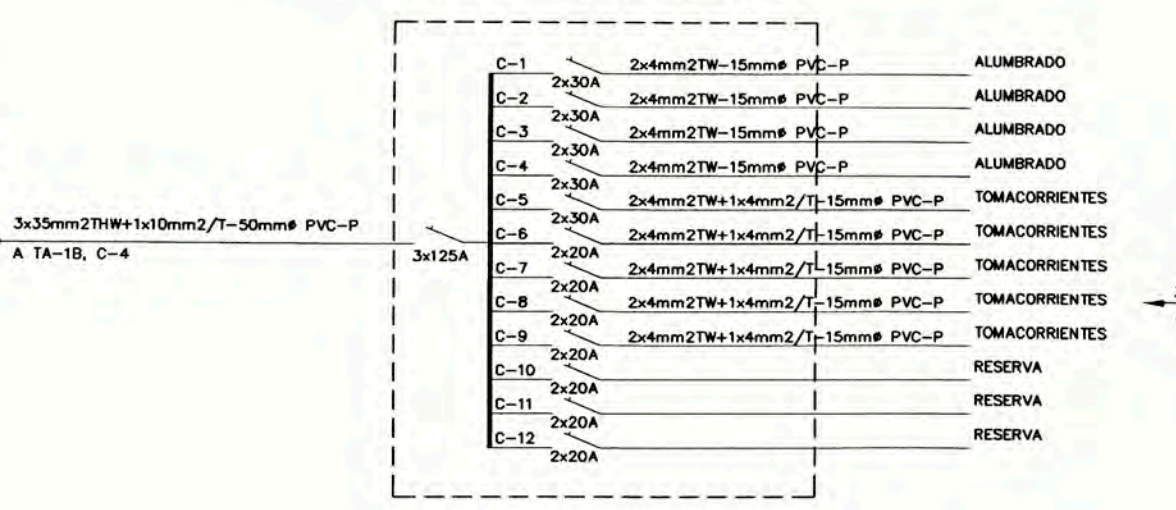 C-1 2x4mm2TW-15mmø PVC-P ALUMBRADO
2x30A
C-2 2x4mm2TW-15mmø PVC-P ALUMBRADO
2x30A
C-3 2x4mm2TW-15mmø PVC-P ALUMBRADO
2x30A
C-4 2x4mm2TW-15mmø PVC-P ALUMBRADO
2x30A
C-5 2x4mm2TW+1x4mm2/T-15mmø PVC-P TOMACORRIENTES
2x30A
3x35mm2THW+1x10mm2/T-50mmø PVC-P
A TA-1B, C-4
3x125A
C-6 2x4mm2TW+1x4mm2/T-15mmø PVC-P TOMACORRIENTES
2x20A
C-7 2x4mm2TW+1x4mm2/T-15mmø PVC-P TOMACORRIENTES
2x20A
C-8 2x4mm2TW+1x4mm2/T-15mmø PVC-P TOMACORRIENTES
2x20A
C-9 2x4mm2TW+1x4mm2/T-15mmø PVC-P TOMACORRIENTES
2x20A
C-10 RESERVA
2x20A
C-11 RESERVA
2x20A
C-12 RESERVA
2x20A